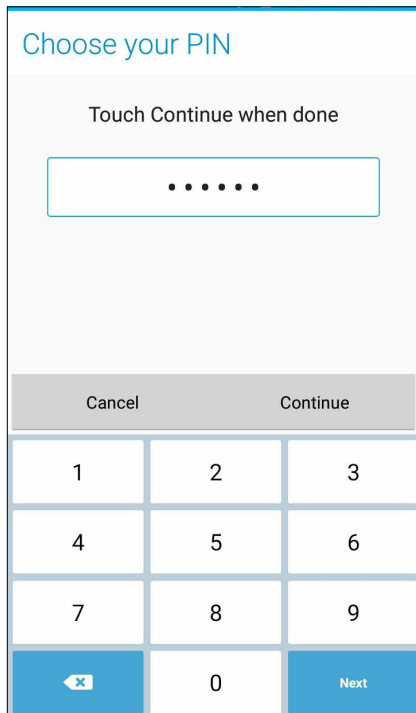 Choose your PIN
Touch Continue when done
••••••
Cancel Continue
1 2 3
4 5 6
7 8 9
0 Next